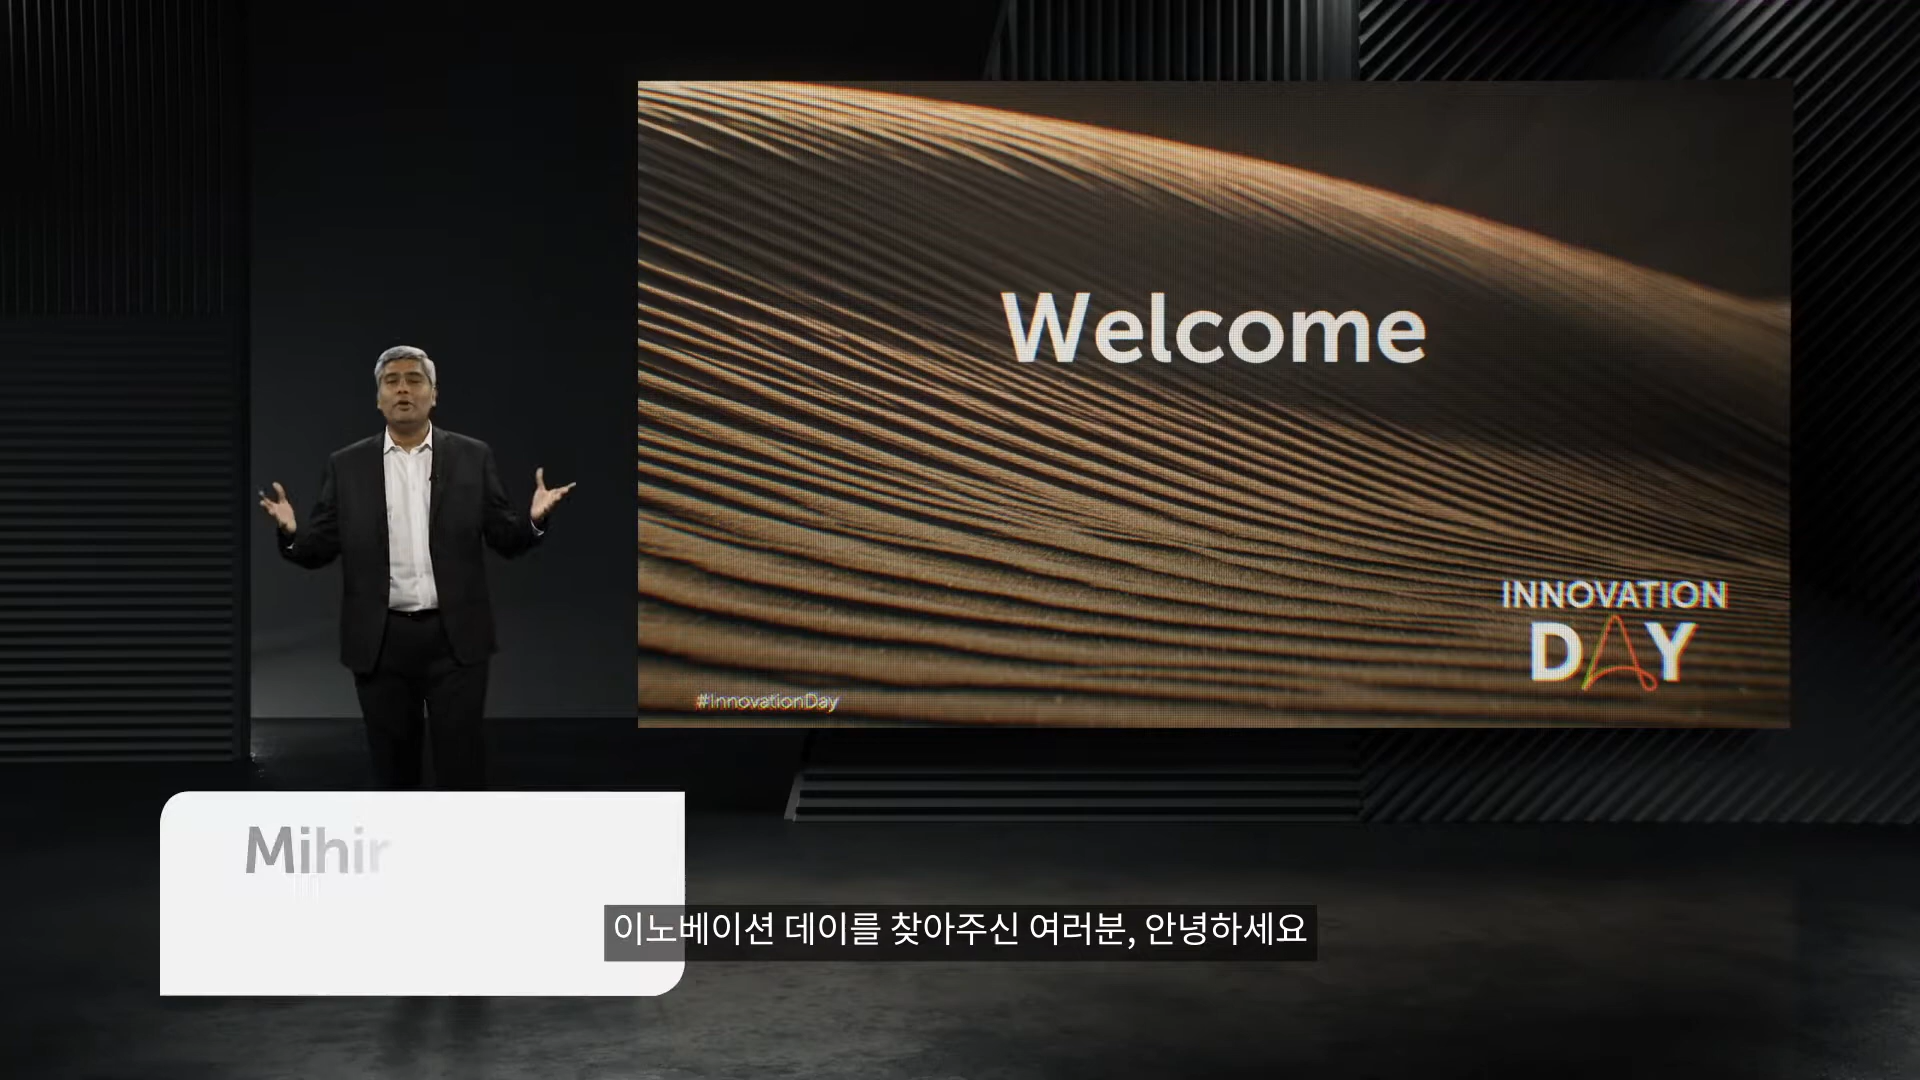 Welcome
INNOVATION
DAY
#InnovationDay
Mihir
이노베이션 데이를 찾아주신 여러분, 안녕하세요